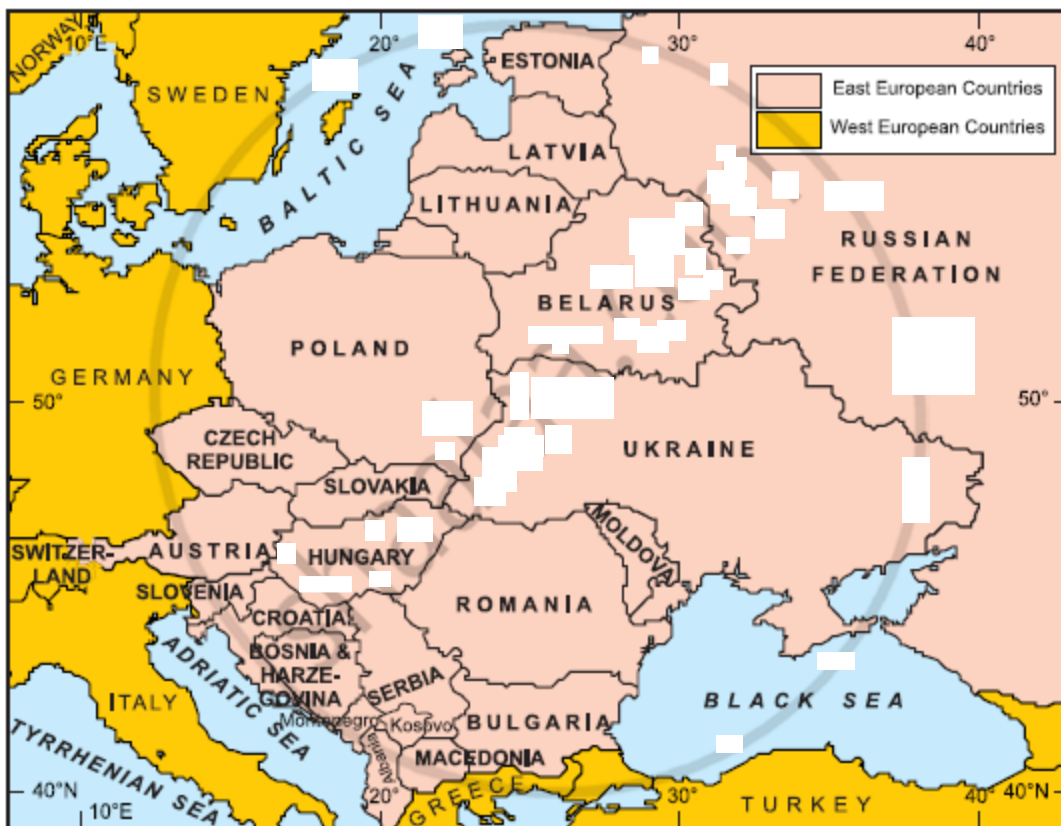 10°E
20°
30°
40°
NORWAY
SWEDEN
BALTIC SEA
ESTONIA
East European Countries
West European Countries
LATVIA
LITHUANIA
RUSSIAN
FEDERATION
BELARUS
POLAND
GERMANY
50°
50°
CZECH
REPUBLIC
UKRAINE
SLOVAKIA
MOLDOVA
AUSTRIA
HUNGARY
SWITZER-
LAND
SLOVENIA
CROATIA
ROMANIA
BOSNIA &
HARZE-
GOVINA
SERBIA
ADRIATIC SEA
ITALY
BLACK SEA
Montenegro
Kosovo
BULGARIA
Albania
MACEDONIA
TYRRHENIAN SEA
GREECE
TURKEY
40°N
10°E
20°
30°
40°
40°N